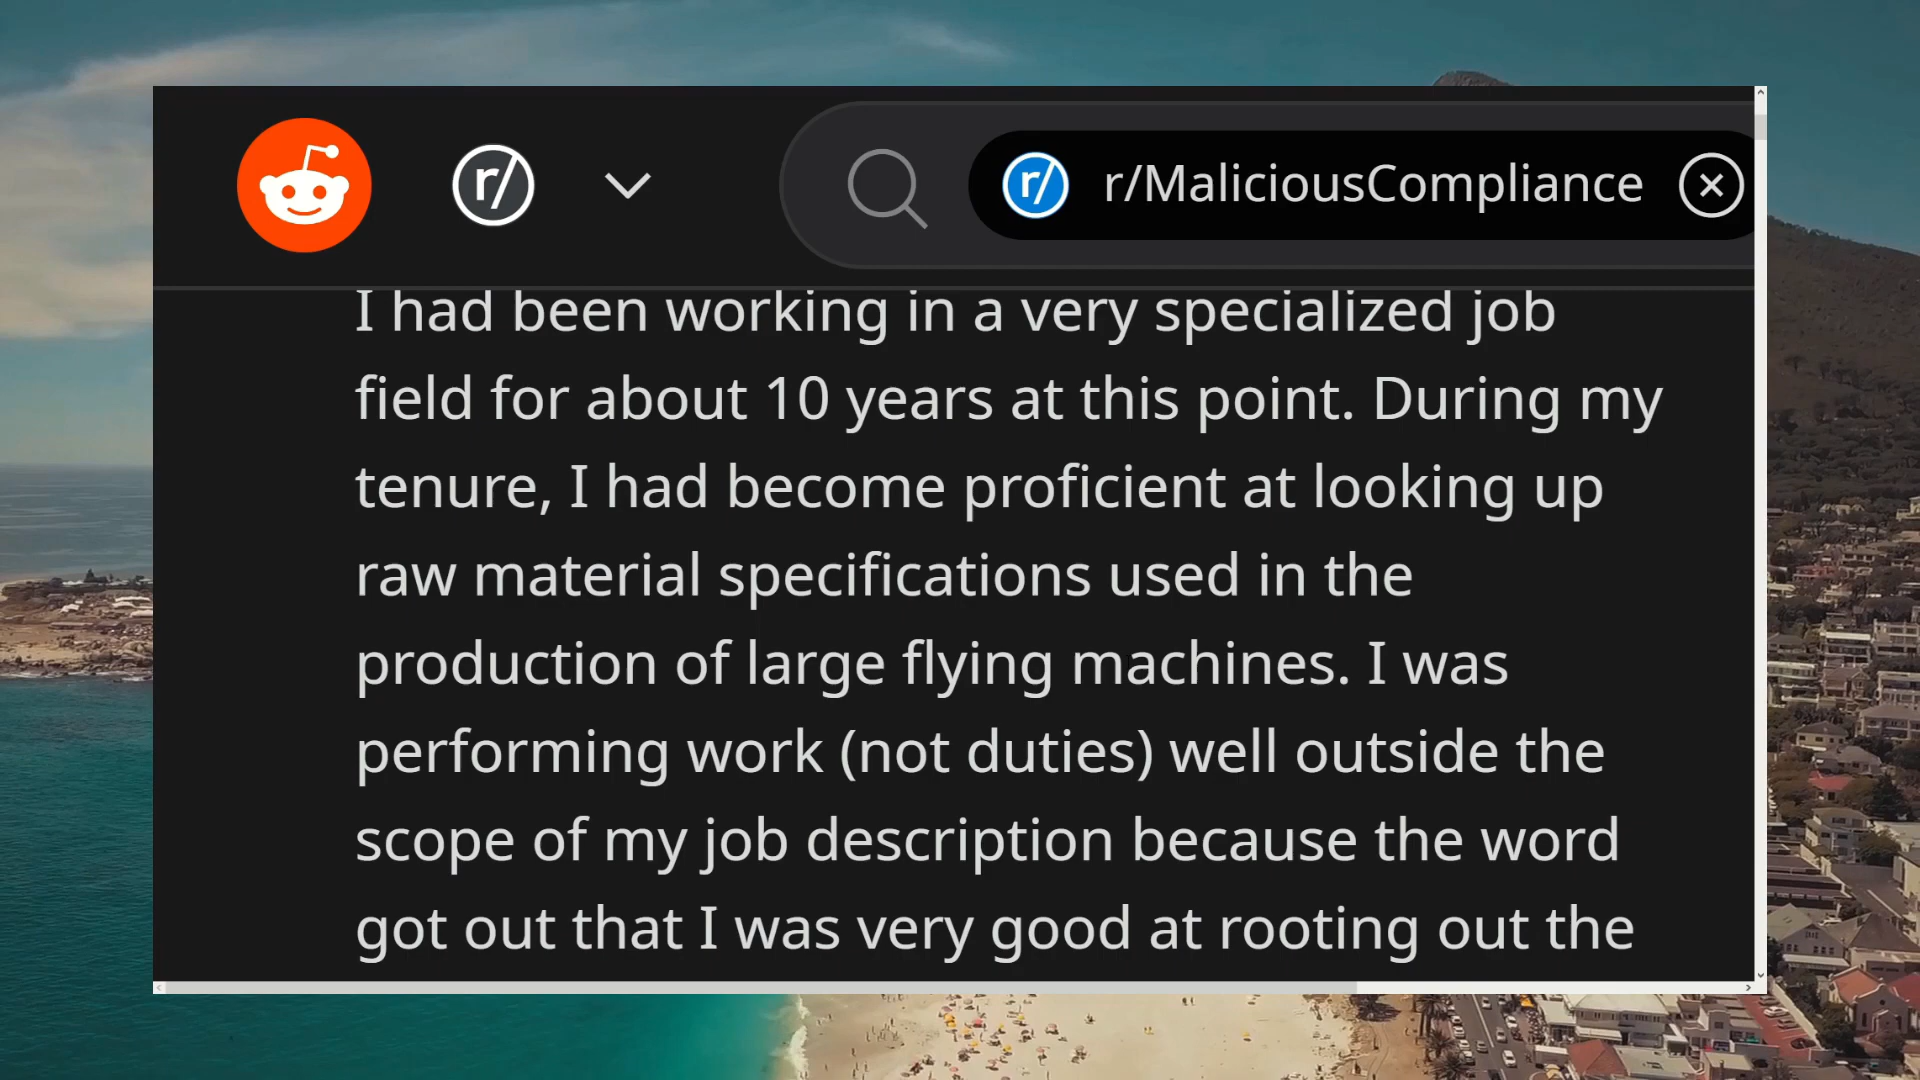 r/
r/ r/MaliciousCompliance
I had been working in a very specialized job
field for about 10 years at this point. During my
tenure, I had become proficient at looking up
raw material specifications used in the
production of large flying machines. I was
performing work (not duties) well outside the
scope of my job description because the word
got out that I was very good at rooting out the